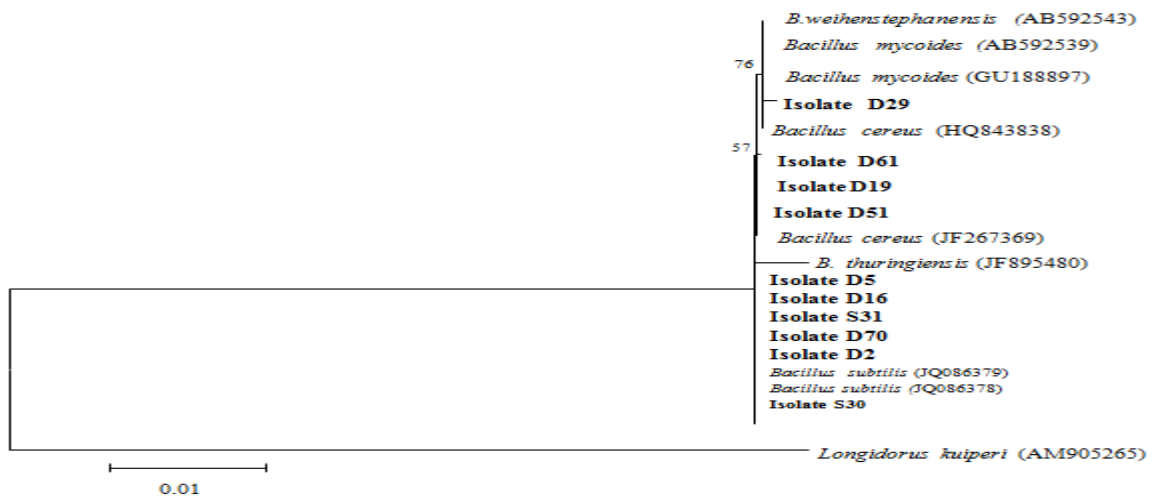 B.weihenstephanensis (AB592543)
Bacillus mycoides (AB592539)
76
Bacillus mycoides (GU188897)
Isolate D29
Bacillus cereus (HQ843838)
57
Isolate D61
Isolate D19
Isolate D51
Bacillus cereus (JF267369)
B. thuringiensis (JF895480)
Isolate D5
Isolate D16
Isolate S31
Isolate D70
Isolate D2
Bacillus subtilis (JQ086379)
Bacillus subtilis (JQ086378)
Isolate S30
Longidorus kuiperi (AM905265)
0.01